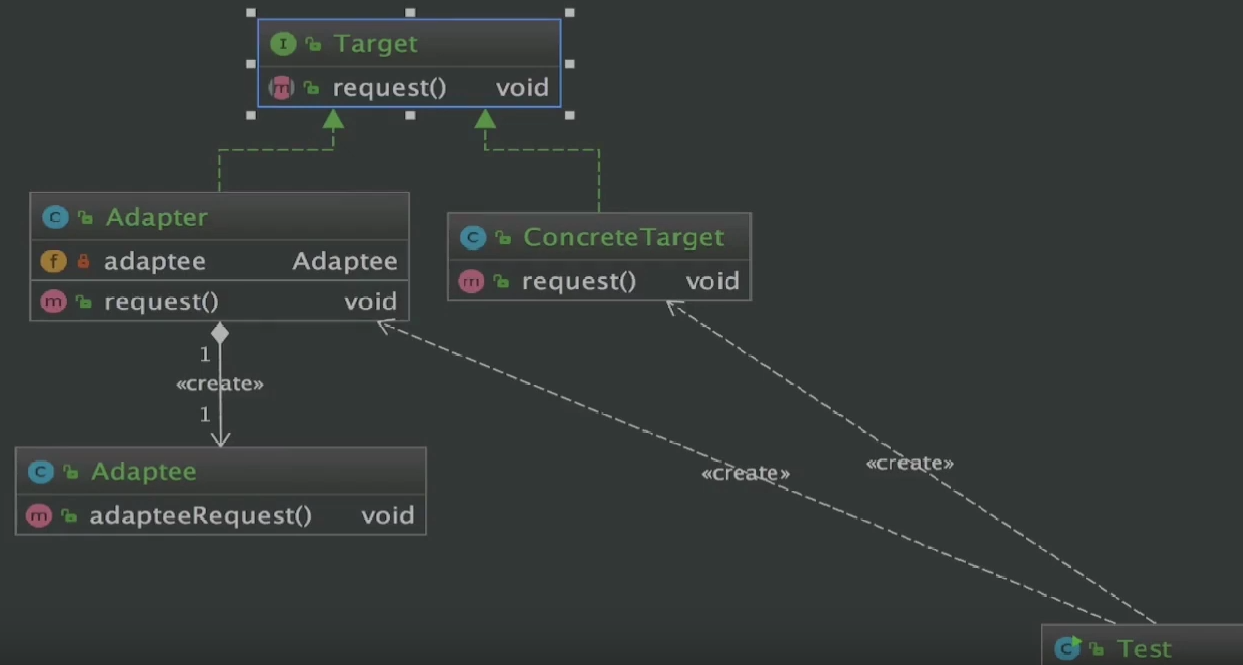 Target
request() void
Adapter
adaptee Adaptee
request() void
ConcreteTarget
request() void
1
«create»
1
Adaptee
adapteeRequest() void
«create»
«create»
Test